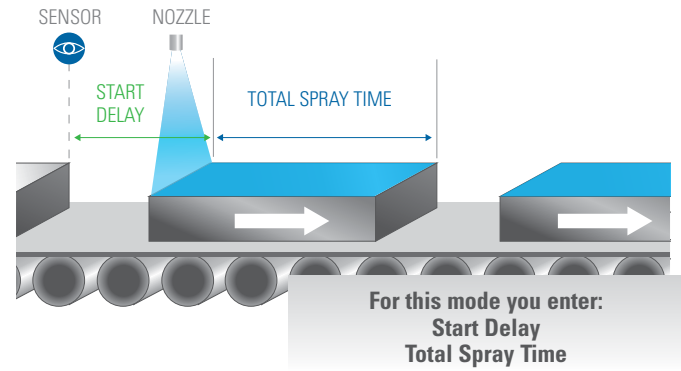 SENSOR
NOZZLE
START
DELAY
TOTAL SPRAY TIME
For this mode you enter:
Start Delay
Total Spray Time